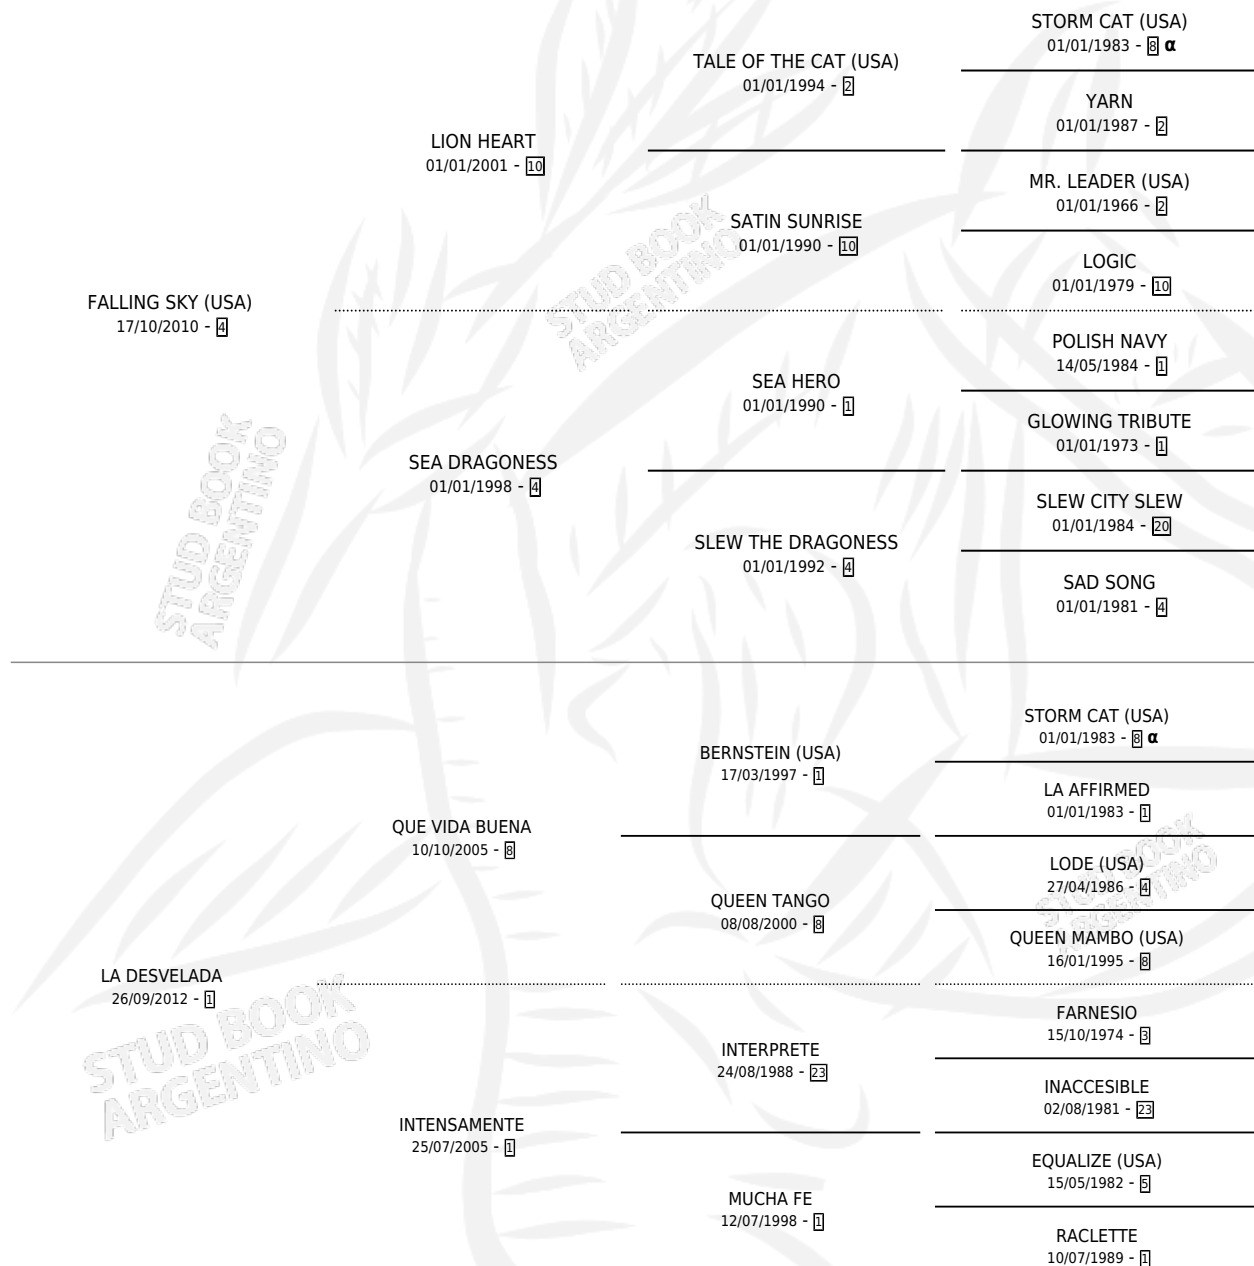 STORM CAT (USA)
01/01/1983 - 8 α
TALE OF THE CAT (USA)
01/01/1994 - 2
YARN
01/01/1987 - 2
LION HEART
01/01/2001 - 10
MR. LEADER (USA)
01/01/1966 - 2
SATIN SUNRISE
01/01/1990 - 10
LOGIC
01/01/1979 - 10
FALLING SKY (USA)
17/10/2010 - 4
POLISH NAVY
14/05/1984 - 1
SEA HERO
01/01/1990 - 1
GLOWING TRIBUTE
01/01/1973 - 1
SEA DRAGONESS
01/01/1998 - 4
SLEW CITY SLEW
01/01/1984 - 20
SLEW THE DRAGONESS
01/01/1992 - 4
SAD SONG
01/01/1981 - 4
STORM CAT (USA)
01/01/1983 - 8 α
BERNSTEIN (USA)
17/03/1997 - 1
LA AFFIRMED
01/01/1983 - 1
QUE VIDA BUENA
10/10/2005 - 8
LODE (USA)
27/04/1986 - 4
QUEEN TANGO
08/08/2000 - 8
QUEEN MAMBO (USA)
16/01/1995 - 8
LA DESVELADA
26/09/2012 - 1
FARNESIO
15/10/1974 - 3
INTERPRETE
24/08/1988 - 23
INACCESIBLE
02/08/1981 - 23
INTENSAMENTE
25/07/2005 - 1
EQUALIZE (USA)
15/05/1982 - 5
MUCHA FE
12/07/1998 - 1
RACLETTE
10/07/1989 - 1
STUD BOOK
ARGENTINO
STUD BOOK
ARGENTINO
STUD BOOK
ARGENTINO
STUD BOOK
ARGENTINO